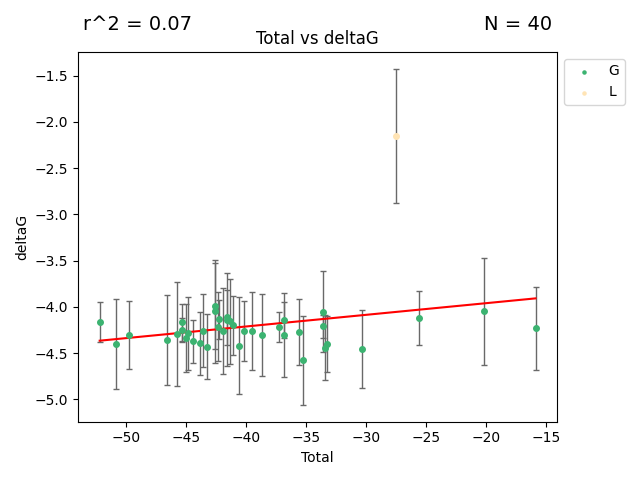 r^2 = 0.07
N = 40
Total vs deltaG
G
L
deltaG
−1.5
−2.0
−2.5
−3.0
−3.5
−4.0
−4.5
−5.0
−50
−45
−40
−35
−30
−25
−20
−15
Total